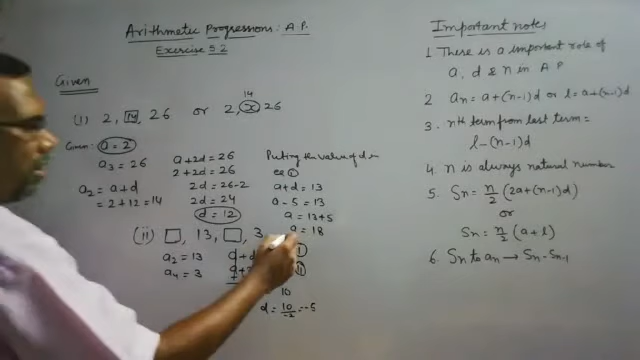 Arithmetic Progressions: A.P.
Exercise 5.2
Given
(i) 2, 14, 26 or 2, x, 26
14
Given: a = 2
a3 = 26
a2 = a+d
= 2+12 = 14
a+2d = 26
2+2d = 26
2d = 26-2
2d = 24
d = 12
Puting the value of d in
eq ①
a+d = 13
a-5 = 13
a = 13+5
a = 18
(ii) □, 13, □, 3
a2 = 13
a4 = 3
10
d = 10/-2 = -5
Important notes
1 There is a important role of
a, d & n in A P
2 an = a+(n-1)d or l = a+(n-1)d
3. nth term from last term =
l-(n-1)d
4. n is always natural number
5. Sn = n/2 (2a+(n-1)d)
or
Sn = n/2 (a+l)
6. Sn to an → Sn-Sn-1